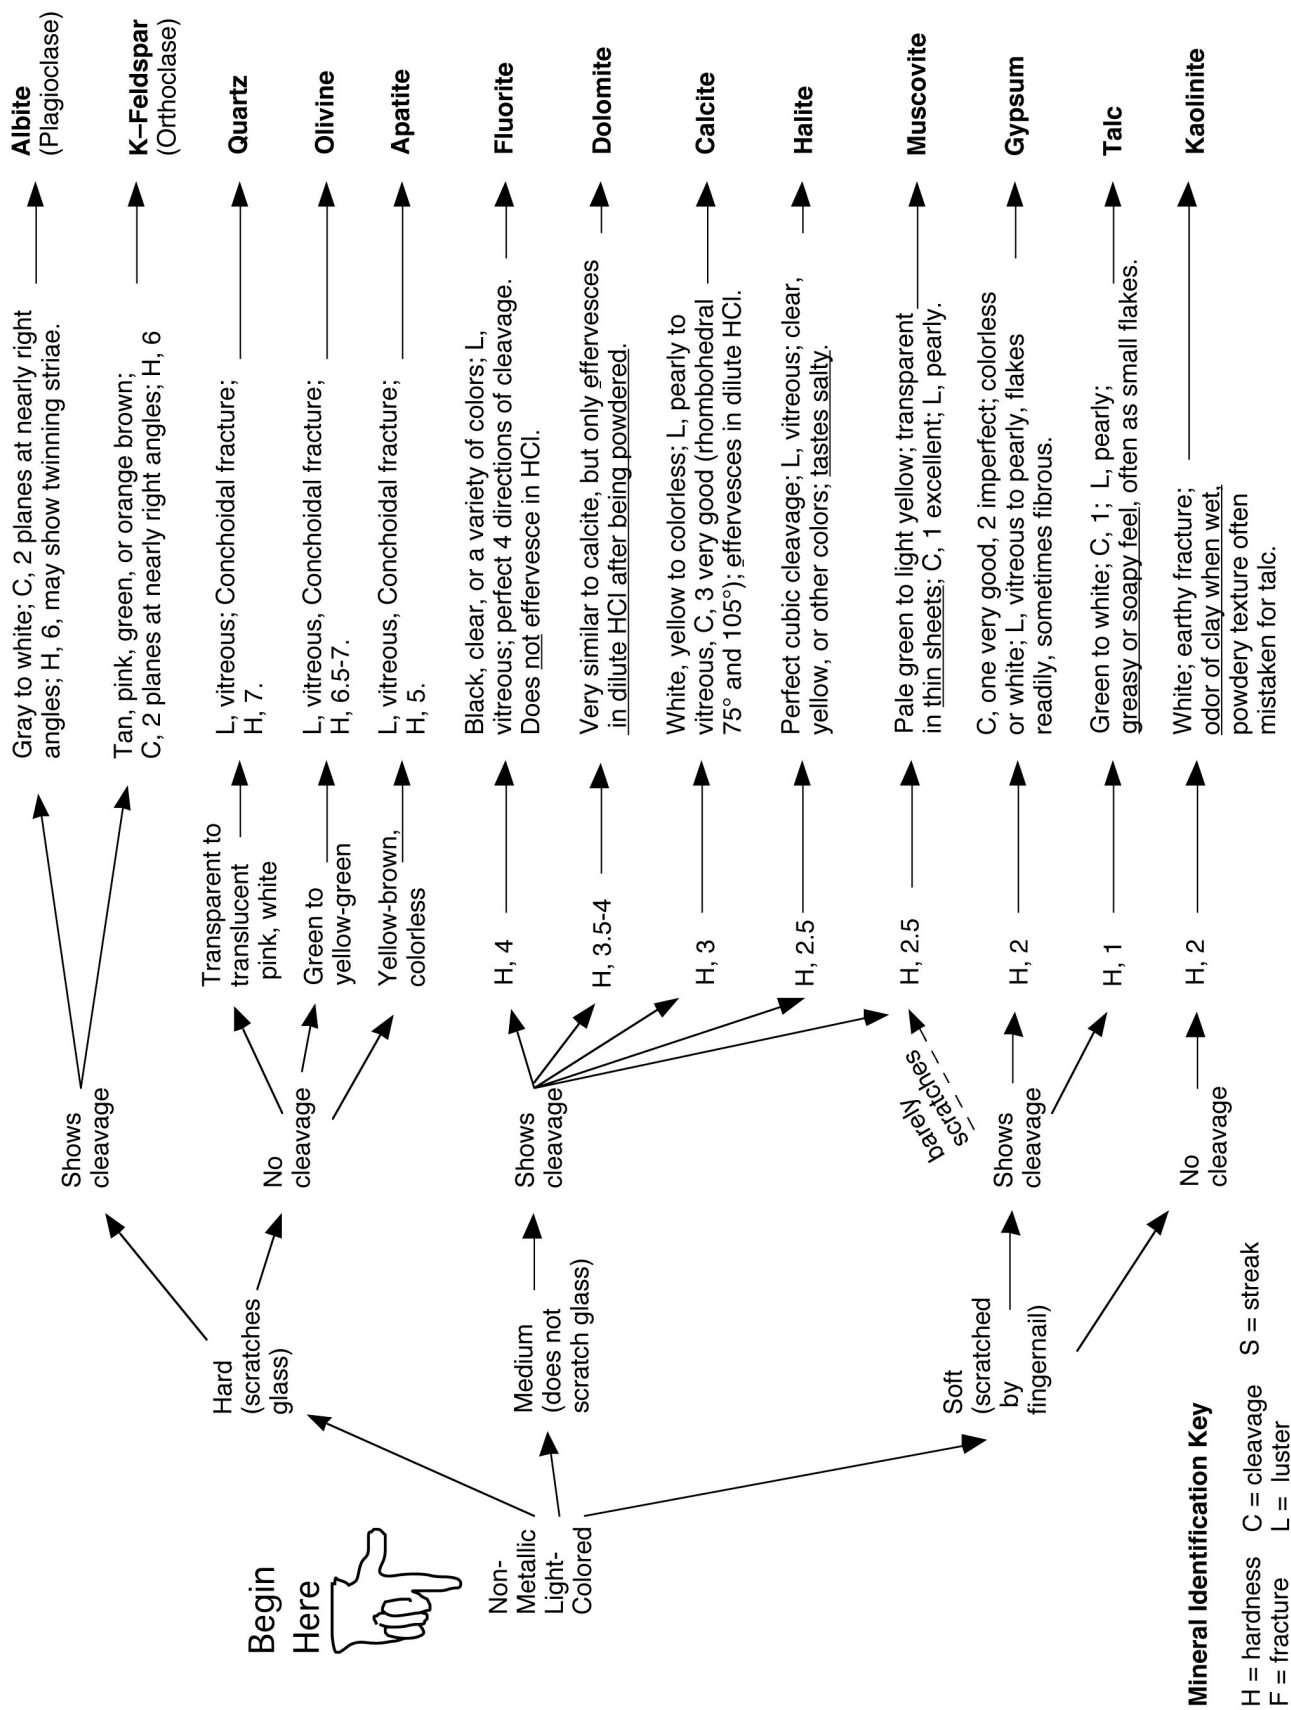 Begin
Here
Non-
Metallic
Light-
Colored
Hard
(scratches
glass)
Shows
cleavage
Gray to white; C, 2 planes at nearly right
angles; H, 6, may show twinning striae.
Albite
(Plagioclase)
Tan, pink, green, or orange brown;
C, 2 planes at nearly right angles; H, 6
K–Feldspar
(Orthoclase)
No
cleavage
Transparent to
translucent
pink, white
L, vitreous; Conchoidal fracture;
H, 7.
Quartz
Green to
yellow-green
L, vitreous, Conchoidal fracture;
H, 6.5-7.
Olivine
Yellow-brown,
colorless
L, vitreous, Conchoidal fracture;
H, 5.
Apatite
Medium
(does not
scratch glass)
Shows
cleavage
H, 4
Black, clear, or a variety of colors; L,
vitreous; perfect 4 directions of cleavage.
Does not effervesce in HCl.
Fluorite
H, 3.5-4
Very similar to calcite, but only effervesces
in dilute HCl after being powdered.
Dolomite
H, 3
White, yellow to colorless; L, pearly to
vitreous, C, 3 very good (rhombohedral
75° and 105°); effervesces in dilute HCl.
Calcite
H, 2.5
Perfect cubic cleavage; L, vitreous; clear,
yellow, or other colors; tastes salty.
Halite
Soft
(scratched
by
fingernail)
Shows
cleavage
barely
scratches
H, 2.5
Pale green to light yellow; transparent
in thin sheets; C, 1 excellent; L, pearly.
Muscovite
H, 2
C, one very good, 2 imperfect; colorless
or white; L, vitreous to pearly, flakes
readily, sometimes fibrous.
Gypsum
H, 1
Green to white; C, 1; L, pearly;
greasy or soapy feel, often as small flakes.
Talc
No
cleavage
H, 2
White; earthy fracture;
odor of clay when wet,
powdery texture often
mistaken for talc.
Kaolinite
Mineral Identification Key
H = hardness C = cleavage S = streak
F = fracture L = luster